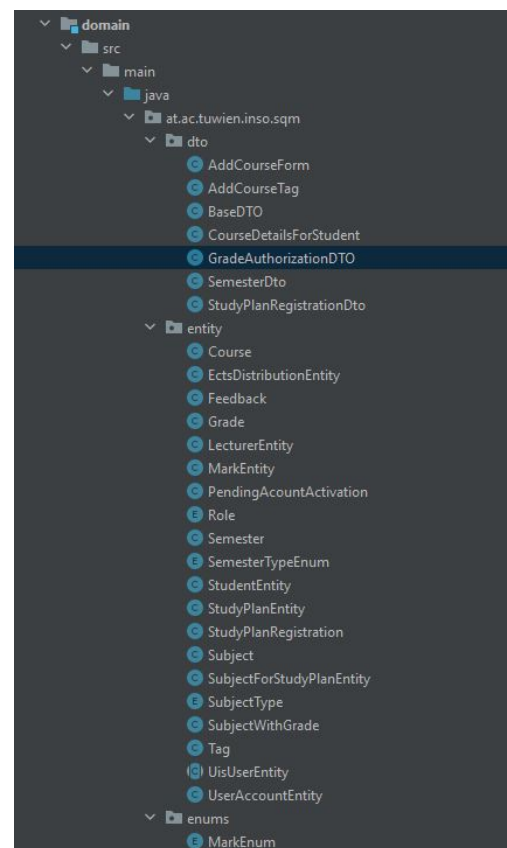 domain
src
main
java
at.ac.tuwien.inso.sqm
dto
C AddCourseForm
C AddCourseTag
C BaseDTO
C CourseDetailsForStudent
C GradeAuthorizationDTO
C SemesterDto
C StudyPlanRegistrationDto
entity
C Course
C EctsDistributionEntity
C Feedback
C Grade
C LecturerEntity
C MarkEntity
C PendingAcountActivation
E Role
C Semester
E SemesterTypeEnum
C StudentEntity
C StudyPlanEntity
C StudyPlanRegistration
C Subject
C SubjectForStudyPlanEntity
E SubjectType
C SubjectWithGrade
C Tag
C UisUserEntity
C UserAccountEntity
enums
E MarkEnum